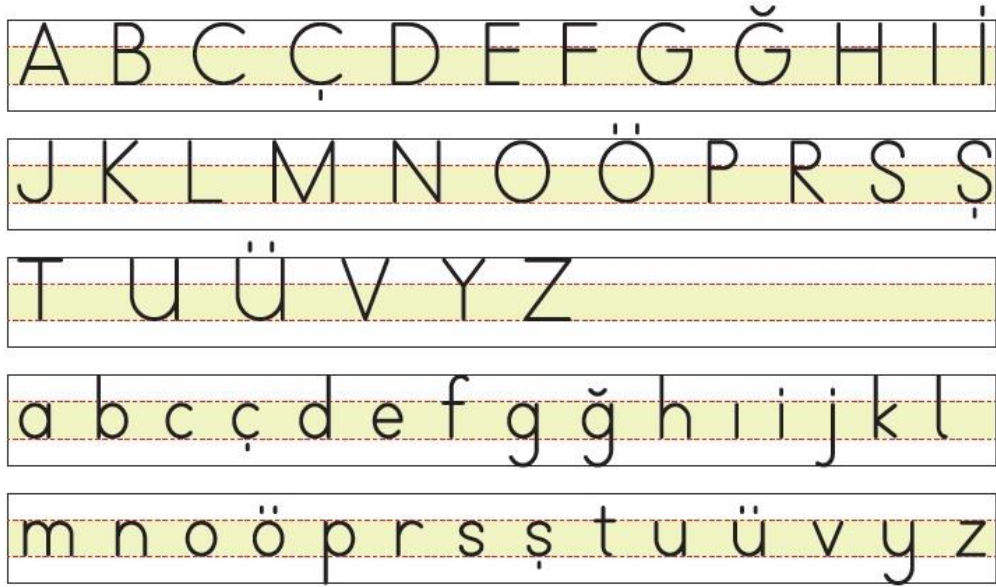 A B C Ç D E F G Ğ H I İ
J K L M N O Ö P R S Ş
T U Ü V Y Z
a b c ç d e f g ğ h ı i j k l
m n o ö p r s ş t u ü v y z